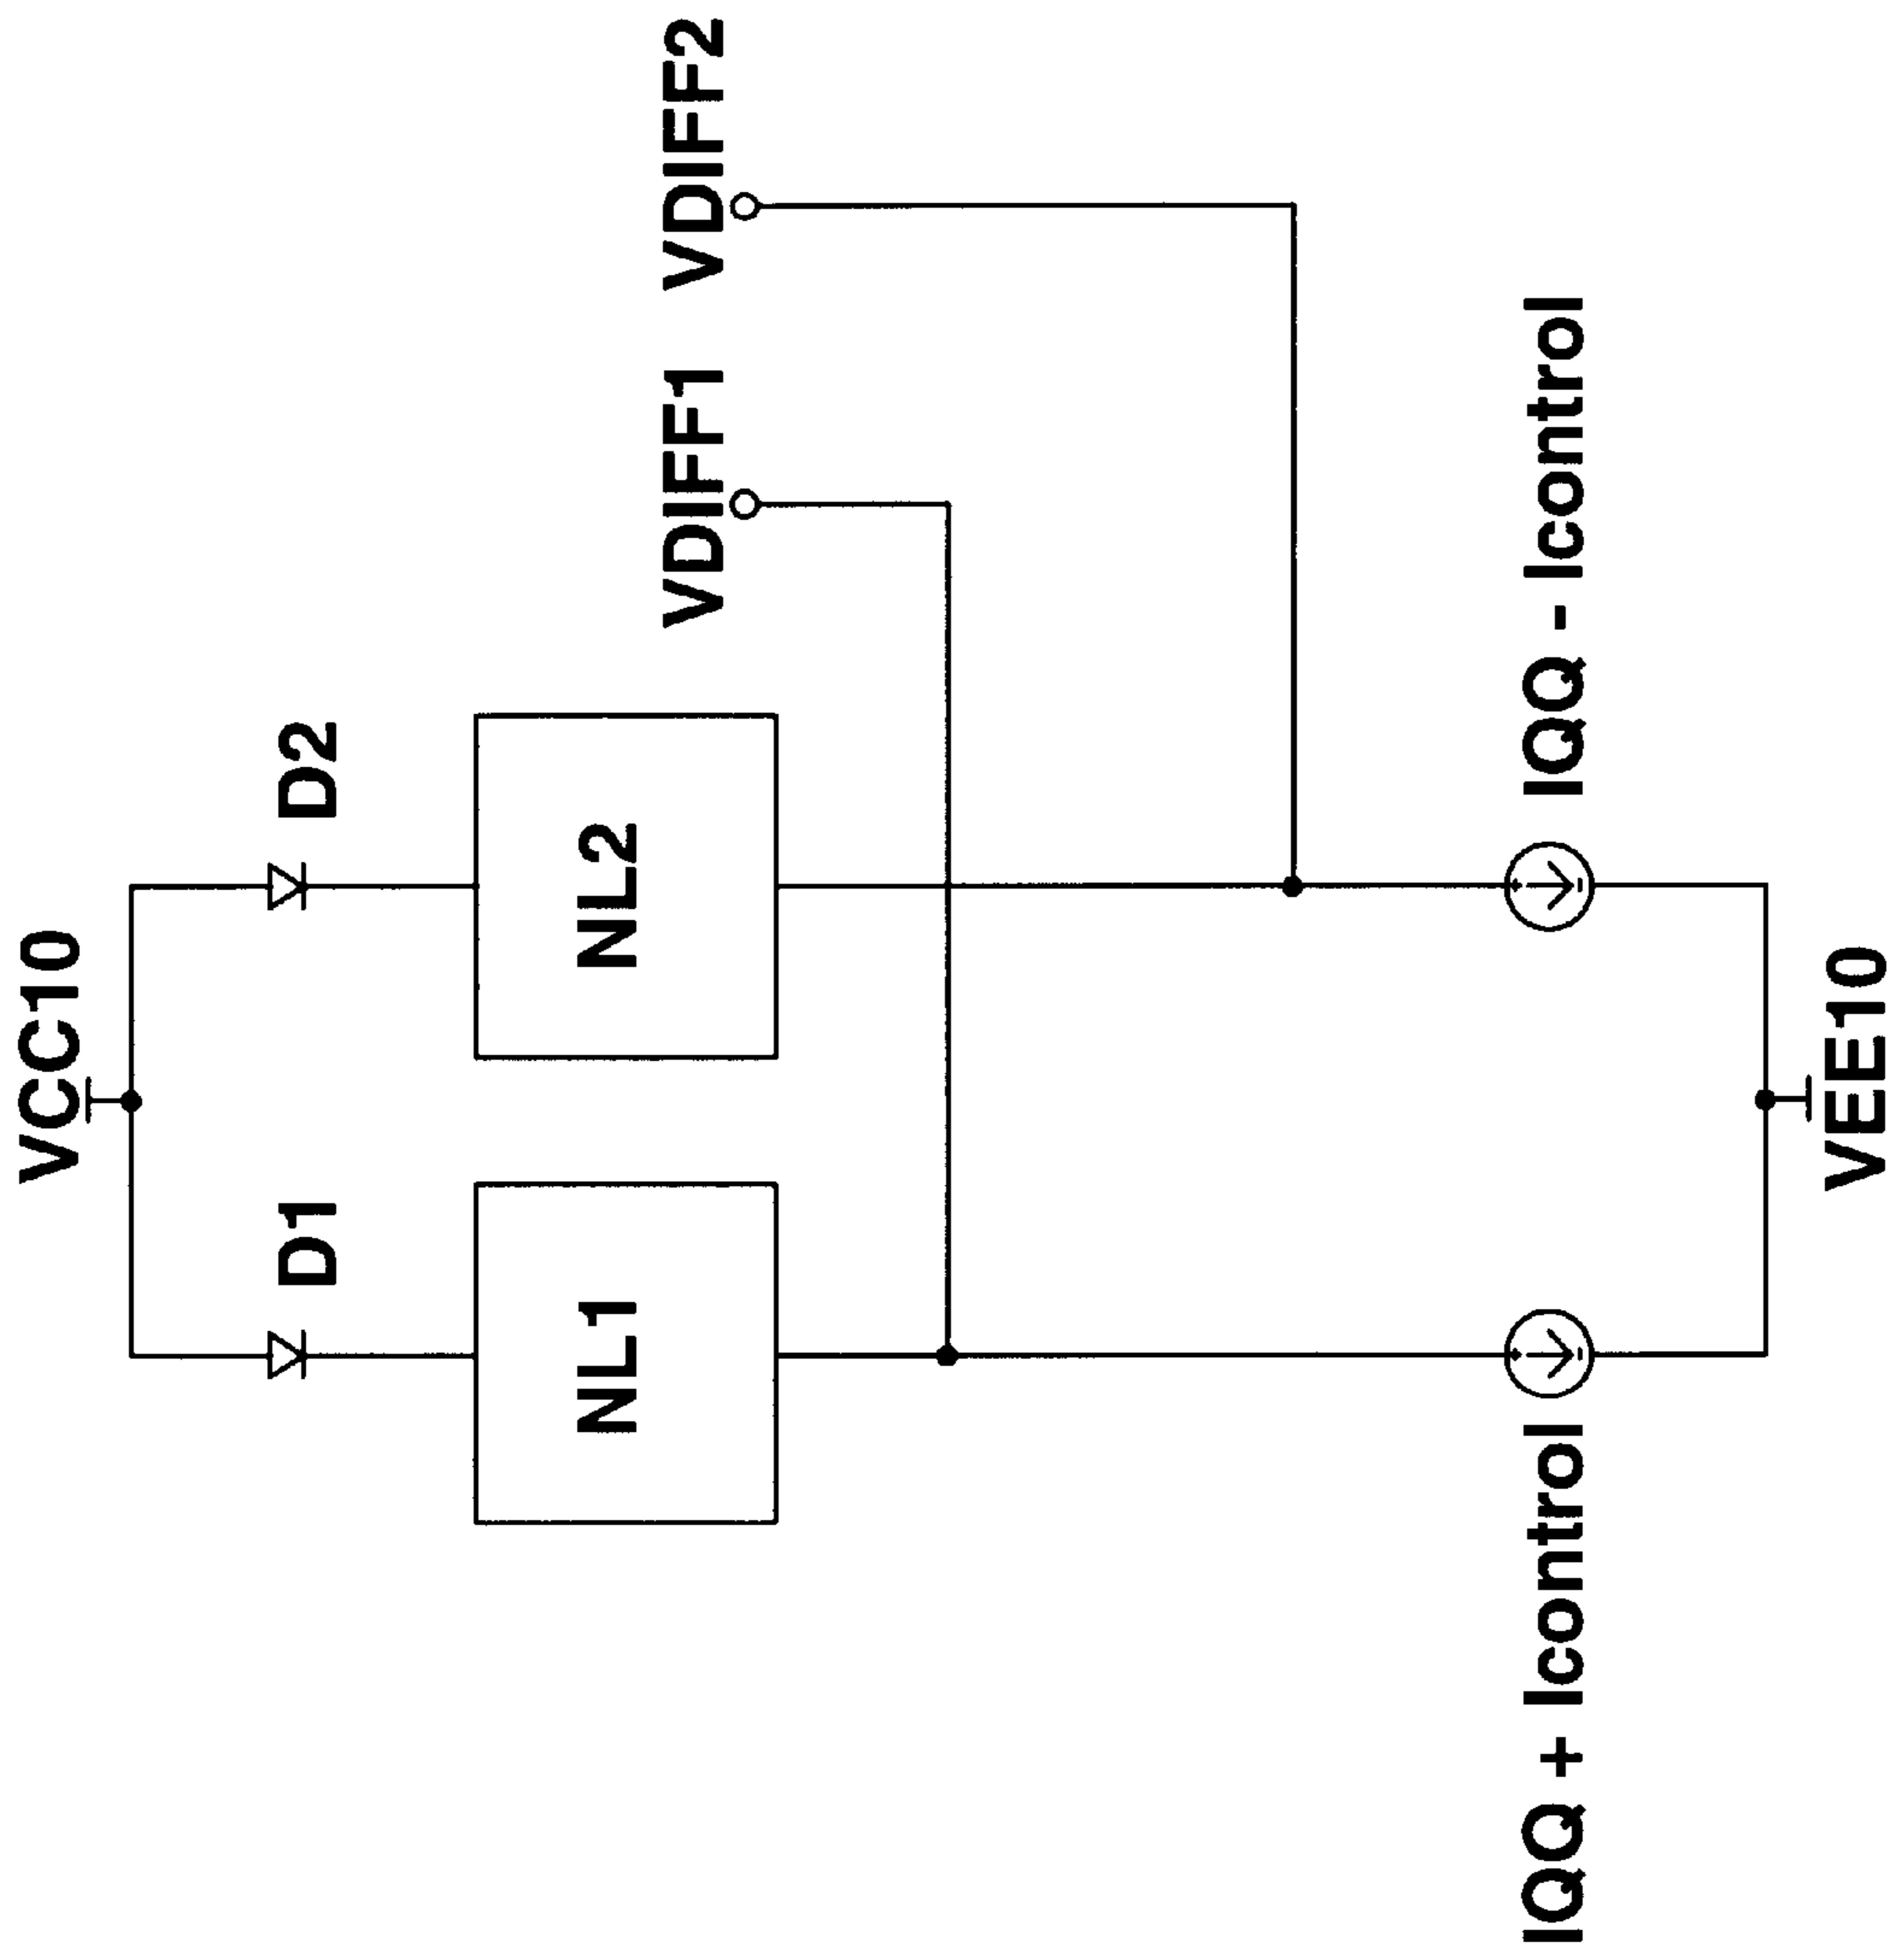 VCC10
D1
D2
NL1
NL2
VDIFF1
VDIFF2
IQQ + Icontrol
IQQ - Icontrol
VEE10